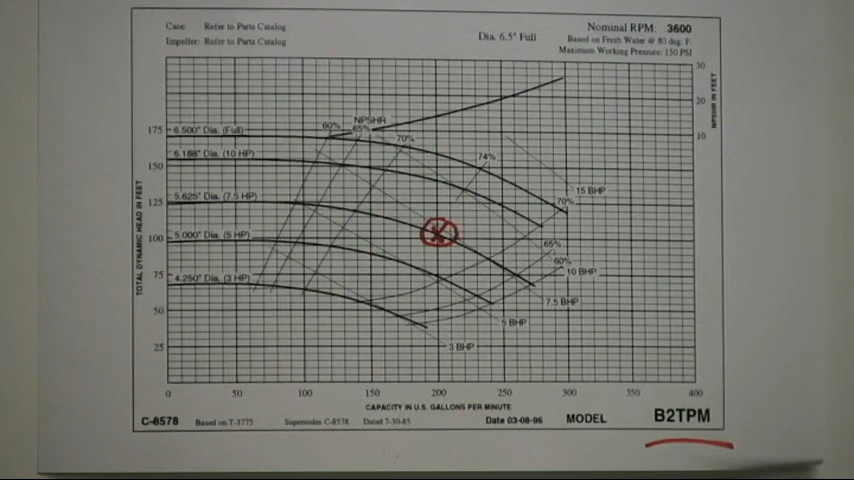 Case: Refer to Parts Catalog
Impeller: Refer to Parts Catalog
Dia. 6.5" Full
Nominal RPM: 3600
Based on Fresh Water @ 80 deg. F.
Maximum Working Pressure: 150 PSI
30
20
10
NPSHR IN FEET
NPSHR
60%
65%
70%
74%
175
6.500" Dia. (Full)
150
6.188" Dia. (10 HP)
125
5.625" Dia. (7.5 HP)
100
5.000" Dia. (5 HP)
75
4.250" Dia. (3 HP)
50
25
TOTAL DYNAMIC HEAD IN FEET
15 BHP
70%
65%
60%
10 BHP
7.5 BHP
5 BHP
3 BHP
0 50 100 150 200 250 300 350 400
CAPACITY IN U.S. GALLONS PER MINUTE
C-8578 Based on T-3775 Supersedes C-8578 Dated 7-30-85 Date 03-08-96 MODEL B2TPM